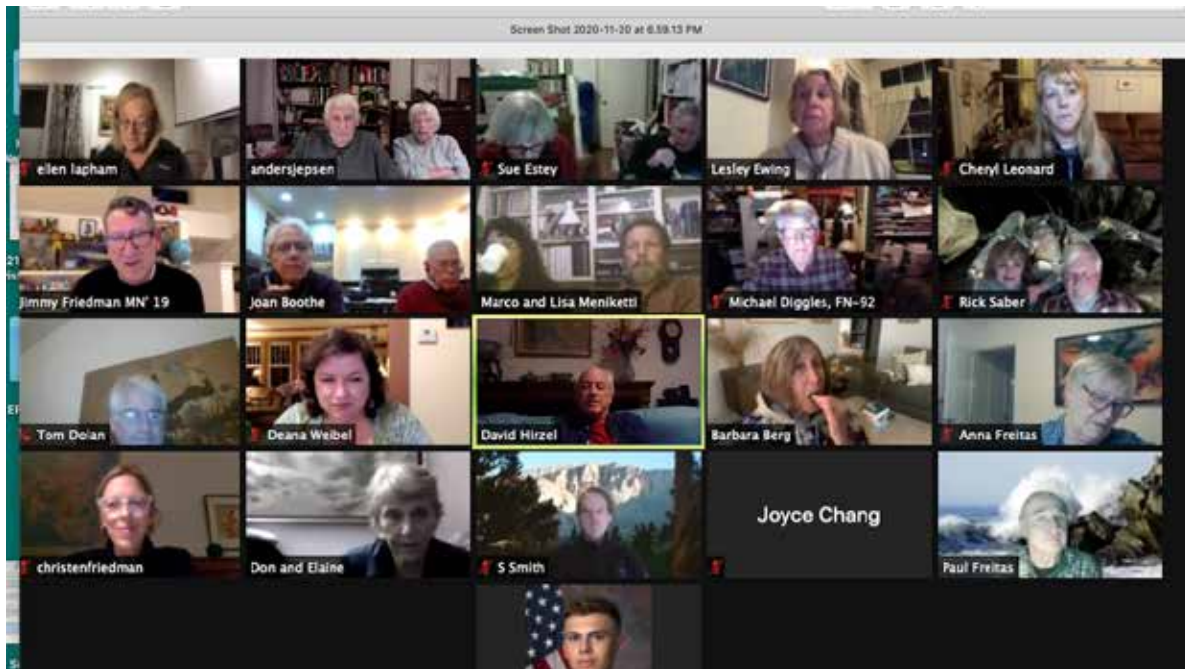 Screen Shot 2020-11-20 at 6.59.13 PM
ellen lapham
andersjepsen
Sue Estey
Lesley Ewing
Cheryl Leonard
Jimmy Friedman MN' 19
Joan Boothe
Marco and Lisa Meniketti
Michael Diggles, FN-92
Rick Saber
Tom Dolan
Deana Weibel
David Hirzel
Barbara Berg
Anna Freitas
christenfriedman
Don and Elaine
S Smith
Joyce Chang
Paul Freitas